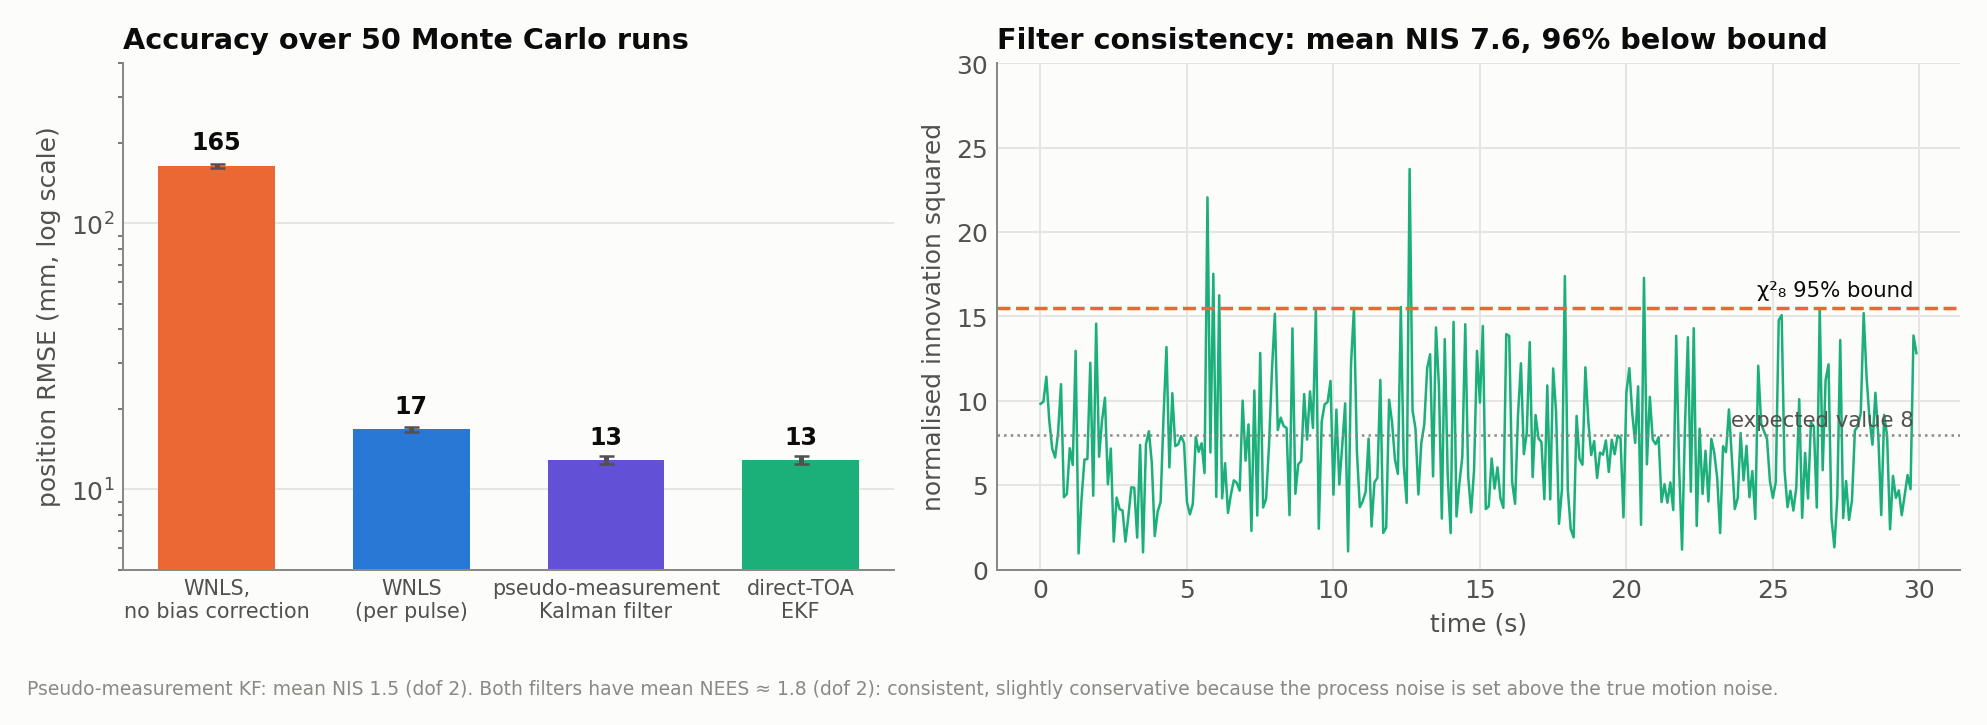 Accuracy over 50 Monte Carlo runs
position RMSE (mm, log scale)
10²
10¹
165
17
13
13
WNLS,
no bias correction
WNLS
(per pulse)
pseudo-measurement
Kalman filter
direct-TOA
EKF
Filter consistency: mean NIS 7.6, 96% below bound
normalised innovation squared
30
25
20
15
10
5
0
χ²₈ 95% bound
expected value 8
0 5 10 15 20 25 30
time (s)
Pseudo-measurement KF: mean NIS 1.5 (dof 2). Both filters have mean NEES ≈ 1.8 (dof 2): consistent, slightly conservative because the process noise is set above the true motion noise.